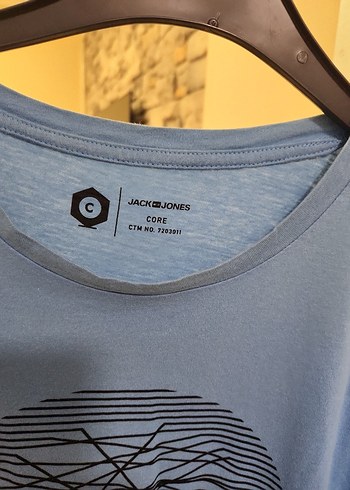 C
JACK JONES
CORE
CTM NO. 7203011